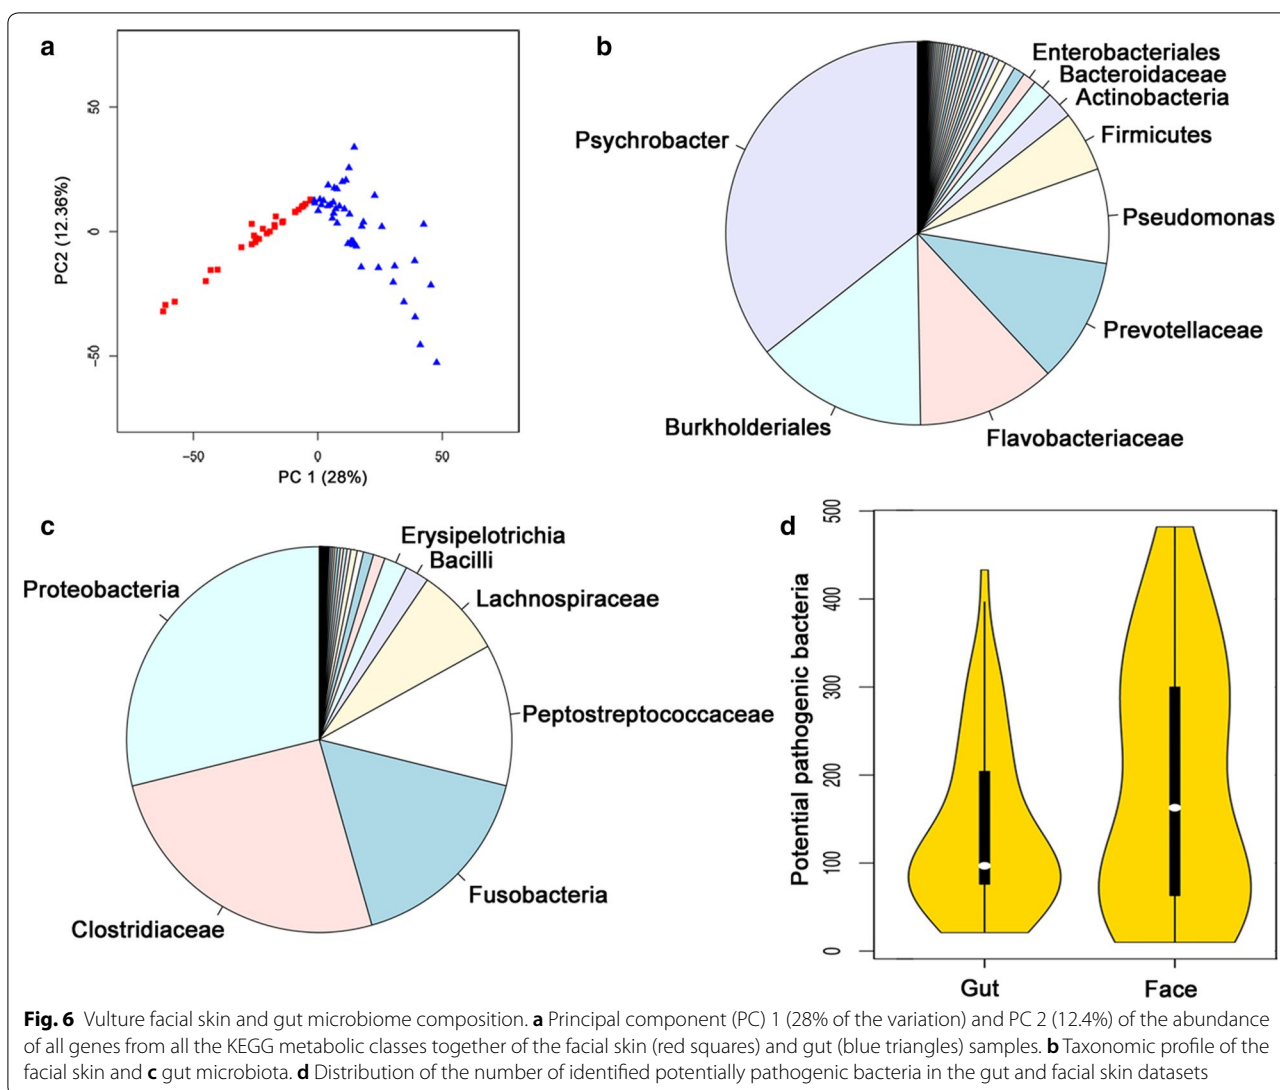 a
50
0
−50
PC2 (12.36%)
−50
0
50
PC 1 (28%)
b
Enterobacteriales
Bacteroidaceae
Actinobacteria
Firmicutes
Psychrobacter
Pseudomonas
Prevotellaceae
Burkholderiales
Flavobacteriaceae
c
Erysipelotrichia
Bacilli
Proteobacteria
Lachnospiraceae
Peptostreptococcaceae
Fusobacteria
Clostridiaceae
d
500
400
300
200
100
0
Potential pathogenic bacteria
Gut
Face
Fig. 6 Vulture facial skin and gut microbiome composition. a Principal component (PC) 1 (28% of the variation) and PC 2 (12.4%) of the abundance
of all genes from all the KEGG metabolic classes together of the facial skin (red squares) and gut (blue triangles) samples. b Taxonomic profile of the
facial skin and c gut microbiota. d Distribution of the number of identified potentially pathogenic bacteria in the gut and facial skin datasets